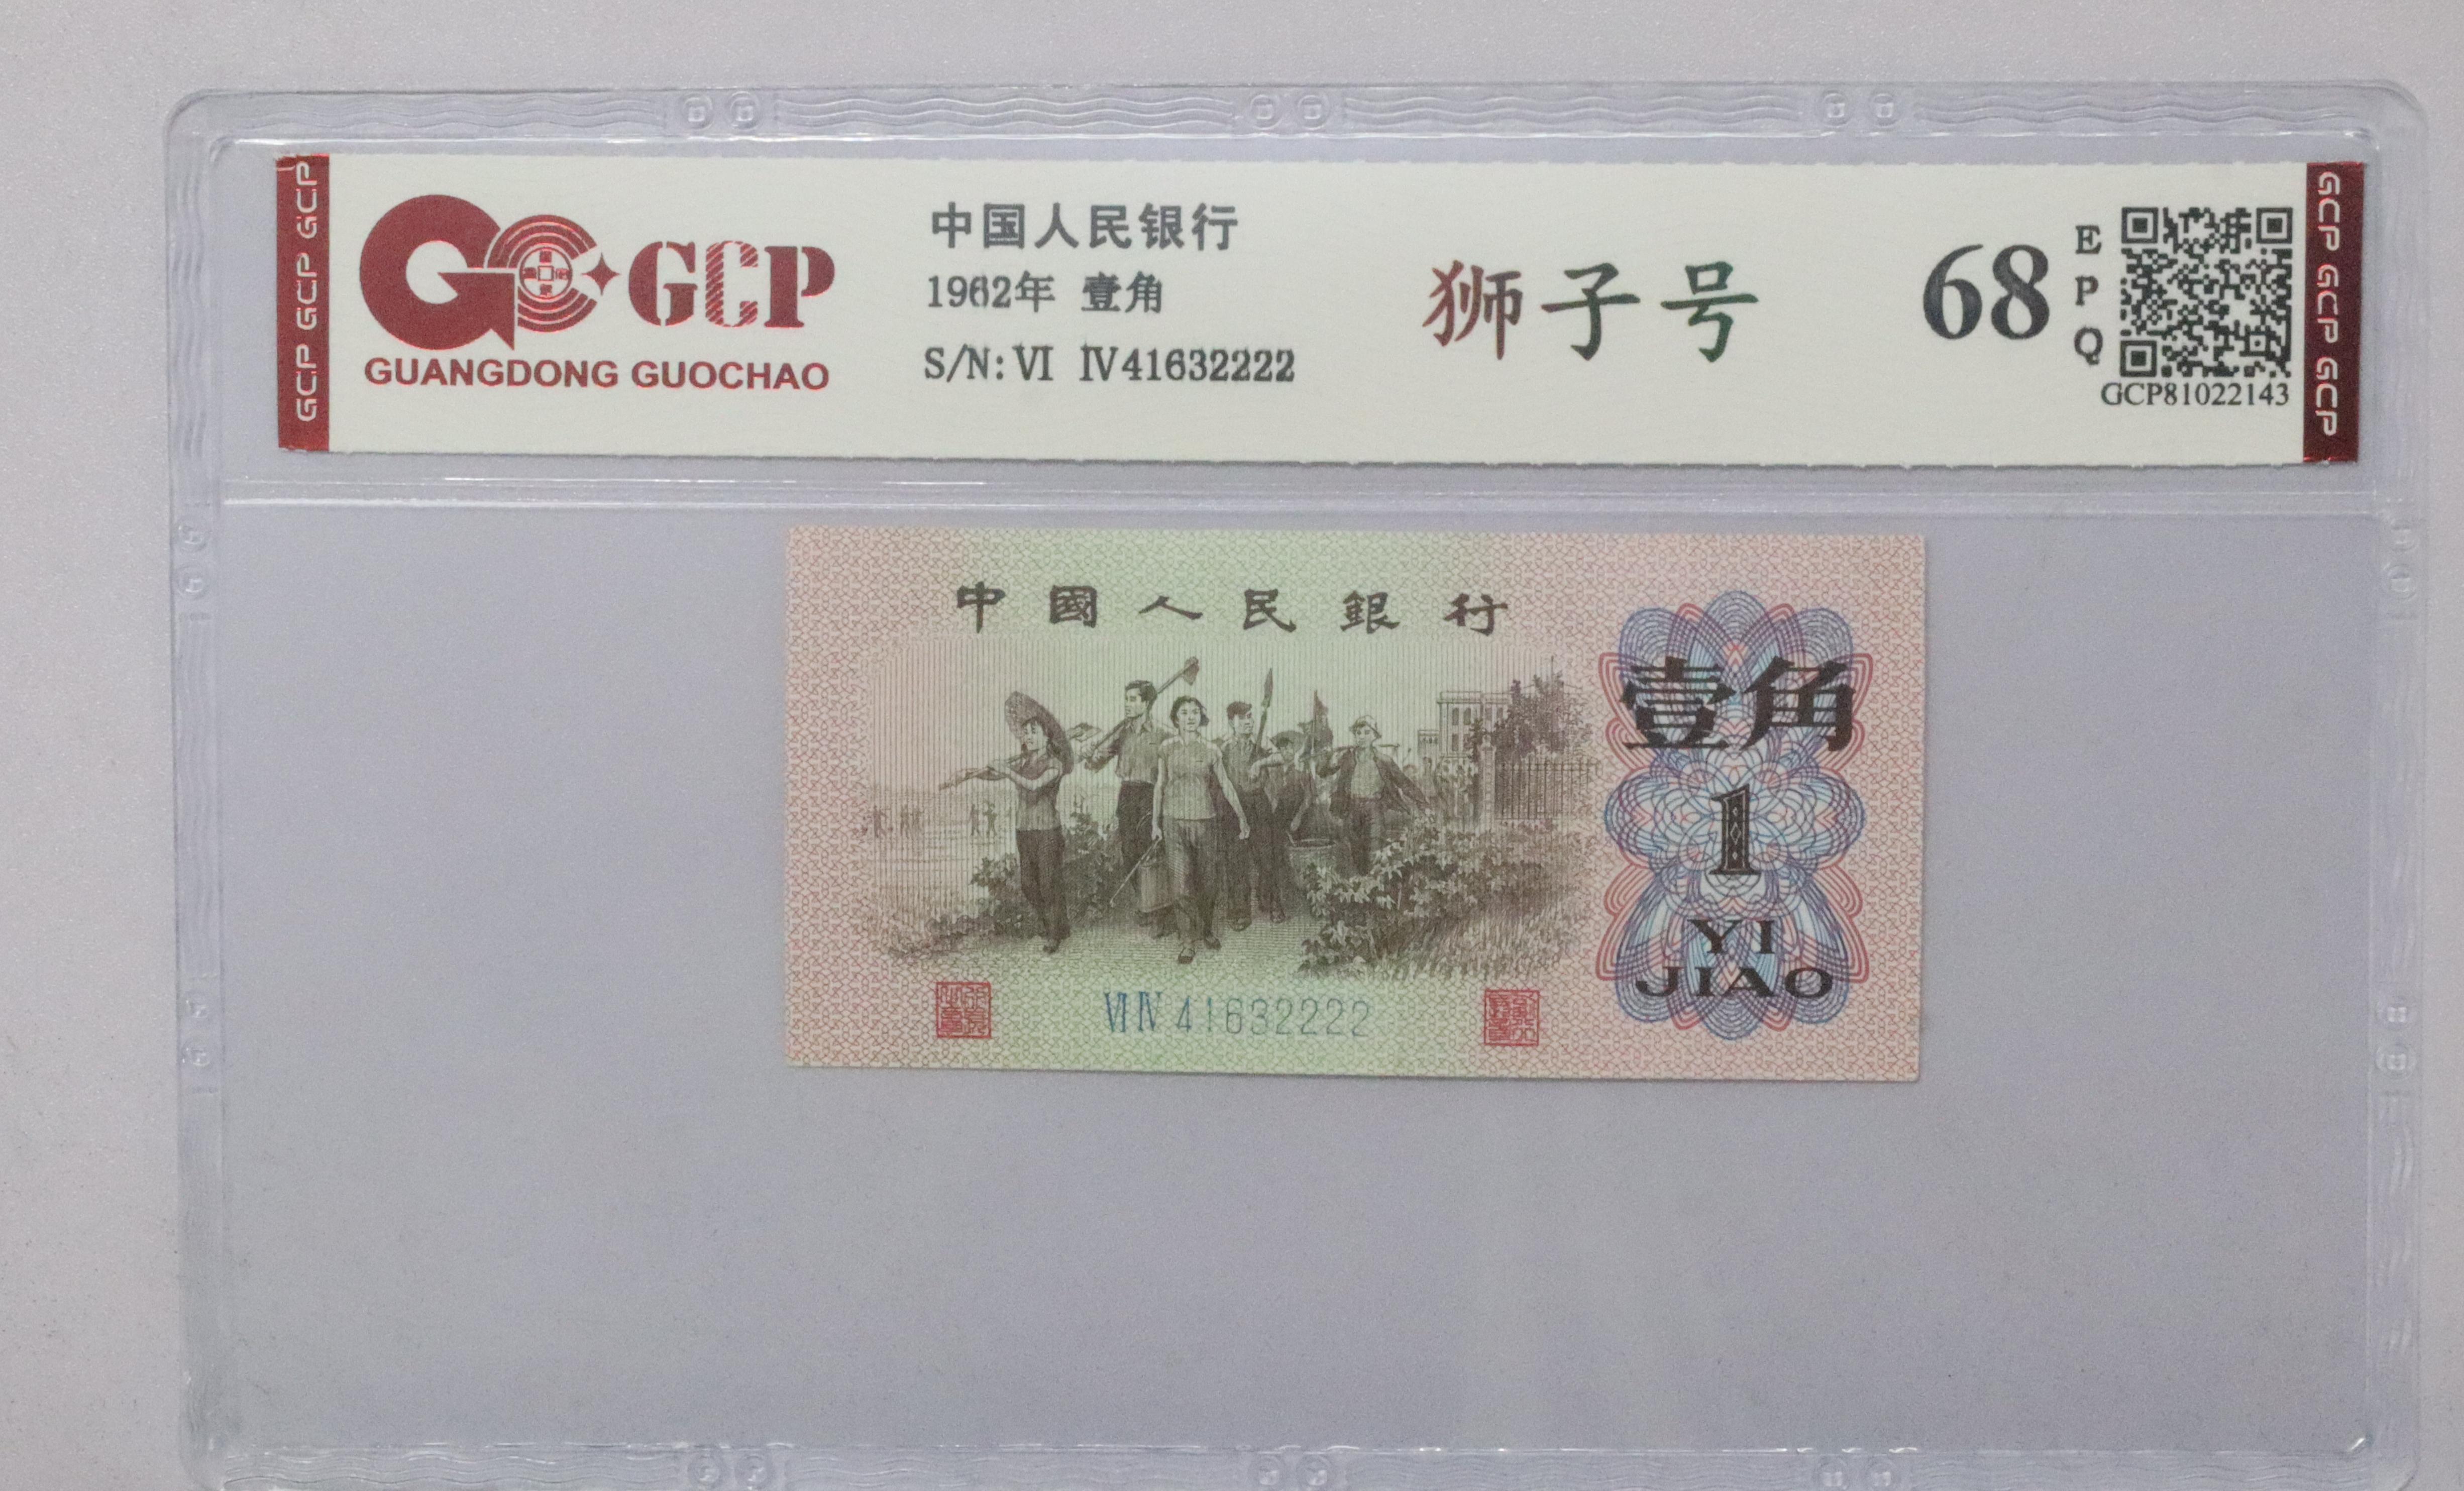 GCP GCP GCP
GCP
GUANGDONG GUOCHAO
中国人民银行
1962年 壹角
S/N: VI IV41632222
狮子号
68
E
P
Q
GCP81022143
GCP GCP GCP
中國人民銀行
壹角
1
YI
JIAO
VI IV 41632222